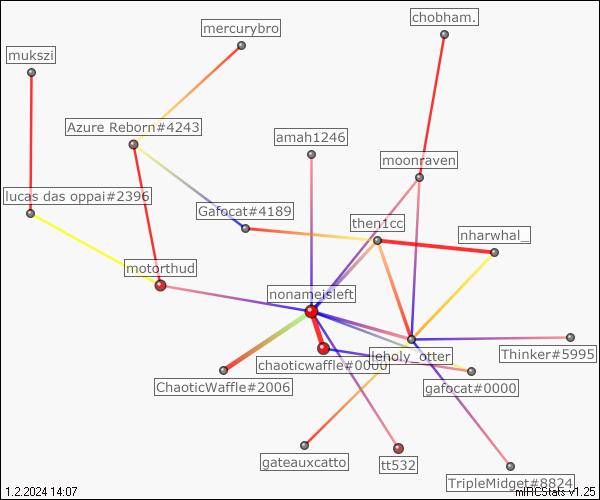 chobham.
mercurybro
mukszi
Azure Reborn#4243
amah1246
moonraven
lucas das oppai#2396
Gafocat#4189
then1cc
nharwhal_
motorthud
nonameisleft
leholy_otter
Thinker#5995
chaoticwaffle#0000
ChaoticWaffle#2006
gafocat#0000
gateauxcatto
tt532
TripleMidget#8824
1.2.2024 14:07
mIRCStats v1.25